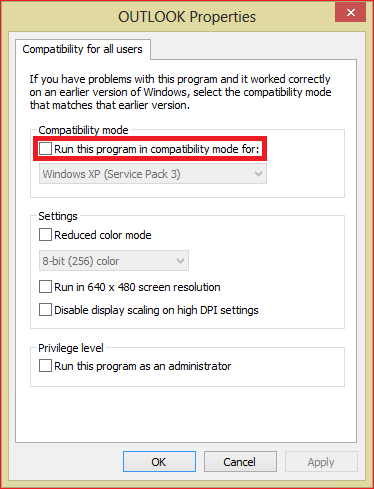 OUTLOOK Properties
Compatibility for all users
If you have problems with this program and it worked correctly
on an earlier version of Windows, select the compatibility mode
that matches that earlier version.
Compatibility mode
Run this program in compatibility mode for:
Windows XP (Service Pack 3)
Settings
Reduced color mode
8-bit (256) color
Run in 640 x 480 screen resolution
Disable display scaling on high DPI settings
Privilege level
Run this program as an administrator
OK
Cancel
Apply